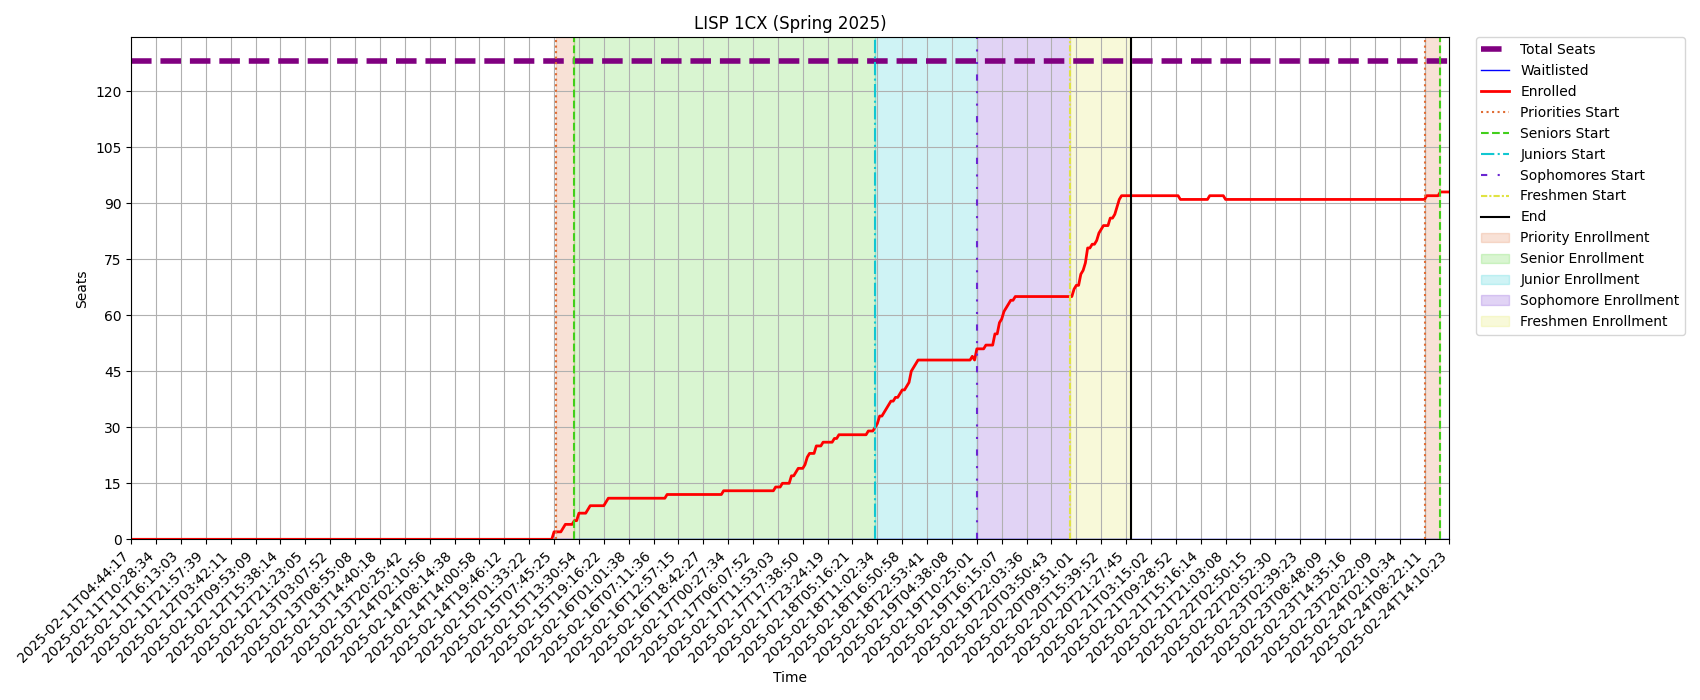 LISP 1CX (Spring 2025)
Total Seats
Waitlisted
Enrolled
Priorities Start
Seniors Start
Juniors Start
Sophomores Start
Freshmen Start
End
Priority Enrollment
Senior Enrollment
Junior Enrollment
Sophomore Enrollment
Freshmen Enrollment
Seats
120
105
90
75
60
45
30
15
0
2025-02-11T04:44:17
2025-02-11T10:28:34
2025-02-11T16:13:03
2025-02-11T21:57:39
2025-02-12T03:42:11
2025-02-12T09:53:09
2025-02-12T15:38:14
2025-02-12T21:23:05
2025-02-13T03:07:52
2025-02-13T08:55:08
2025-02-13T14:40:18
2025-02-13T20:25:42
2025-02-14T02:10:56
2025-02-14T08:14:38
2025-02-14T14:00:58
2025-02-14T19:46:12
2025-02-15T01:33:22
2025-02-15T07:45:25
2025-02-15T13:30:54
2025-02-15T19:16:22
2025-02-16T01:01:38
2025-02-16T07:11:36
2025-02-16T12:57:15
2025-02-16T18:42:27
2025-02-17T00:27:34
2025-02-17T06:07:52
2025-02-17T11:53:03
2025-02-17T17:38:50
2025-02-17T23:24:19
2025-02-18T05:16:21
2025-02-18T11:02:34
2025-02-18T16:50:58
2025-02-18T22:53:41
2025-02-19T04:38:08
2025-02-19T10:25:01
2025-02-19T16:15:07
2025-02-19T22:03:36
2025-02-20T03:50:43
2025-02-20T09:51:01
2025-02-20T15:39:52
2025-02-20T21:27:45
2025-02-21T03:15:02
2025-02-21T09:28:52
2025-02-21T15:16:14
2025-02-21T21:03:08
2025-02-22T02:50:15
2025-02-22T20:52:30
2025-02-23T02:39:23
2025-02-23T08:48:09
2025-02-23T14:35:16
2025-02-23T20:22:09
2025-02-24T02:10:34
2025-02-24T08:22:11
2025-02-24T14:10:23
Time